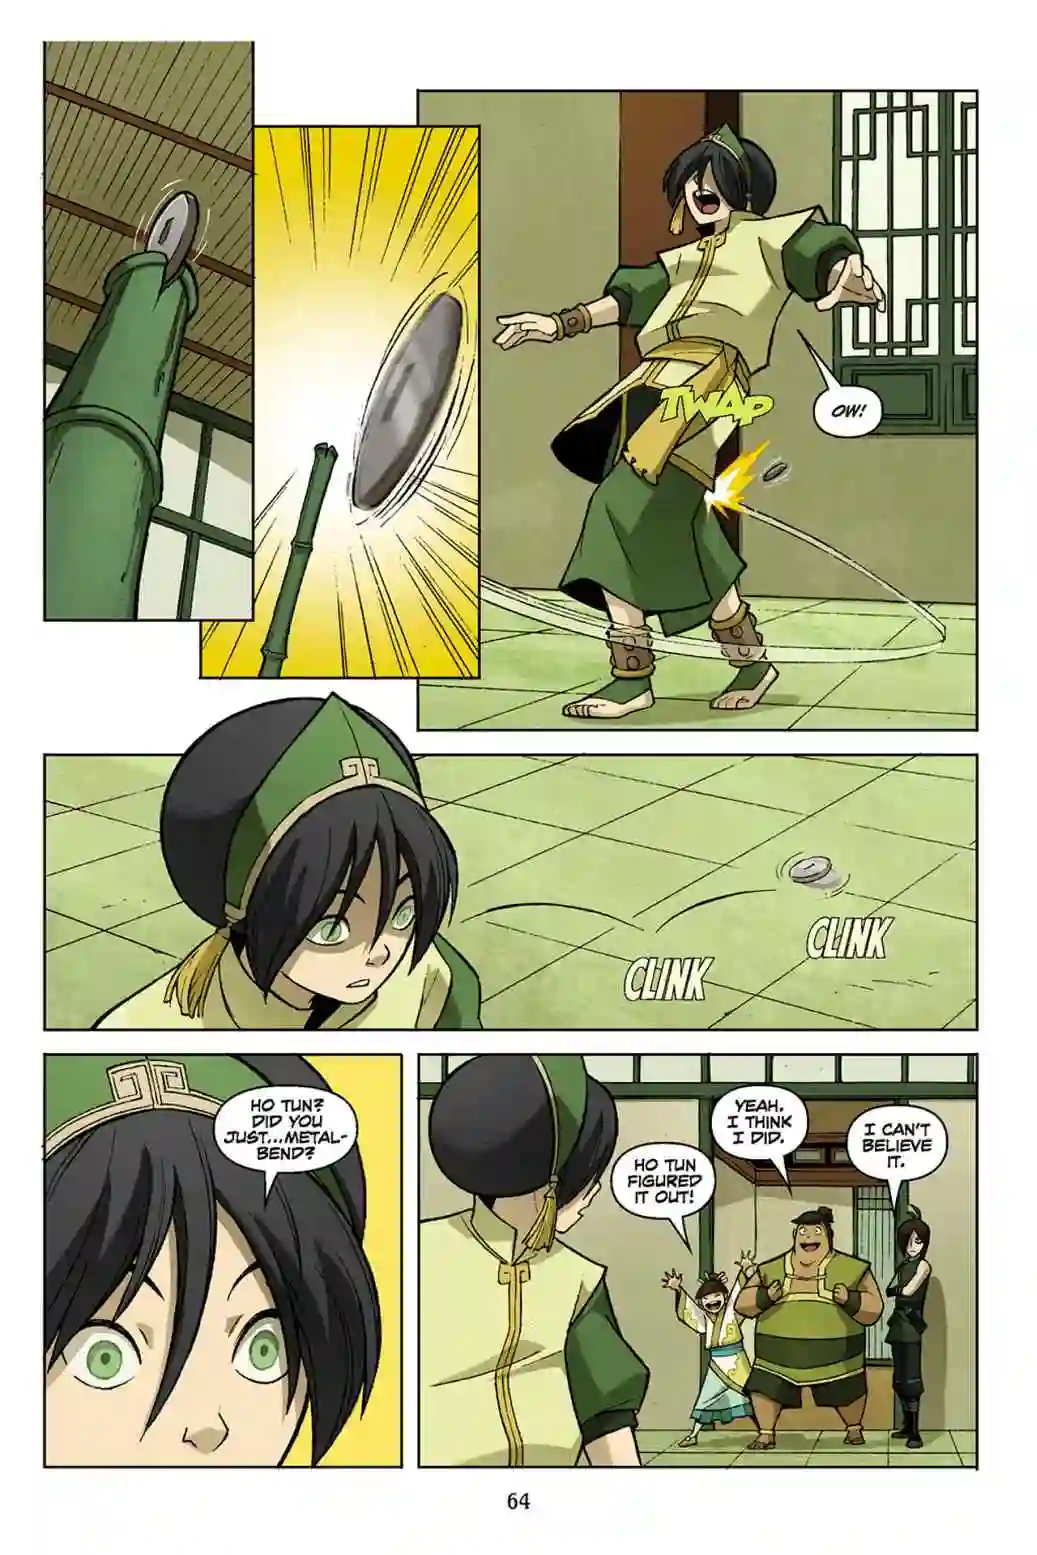 TWAP
OW!
CLINK
CLINK
HO TUN?
DID YOU
JUST...METAL-
BEND?
HO TUN
FIGURED
IT OUT!
YEAH.
I THINK
I DID.
I CAN'T
BELIEVE
IT.
64